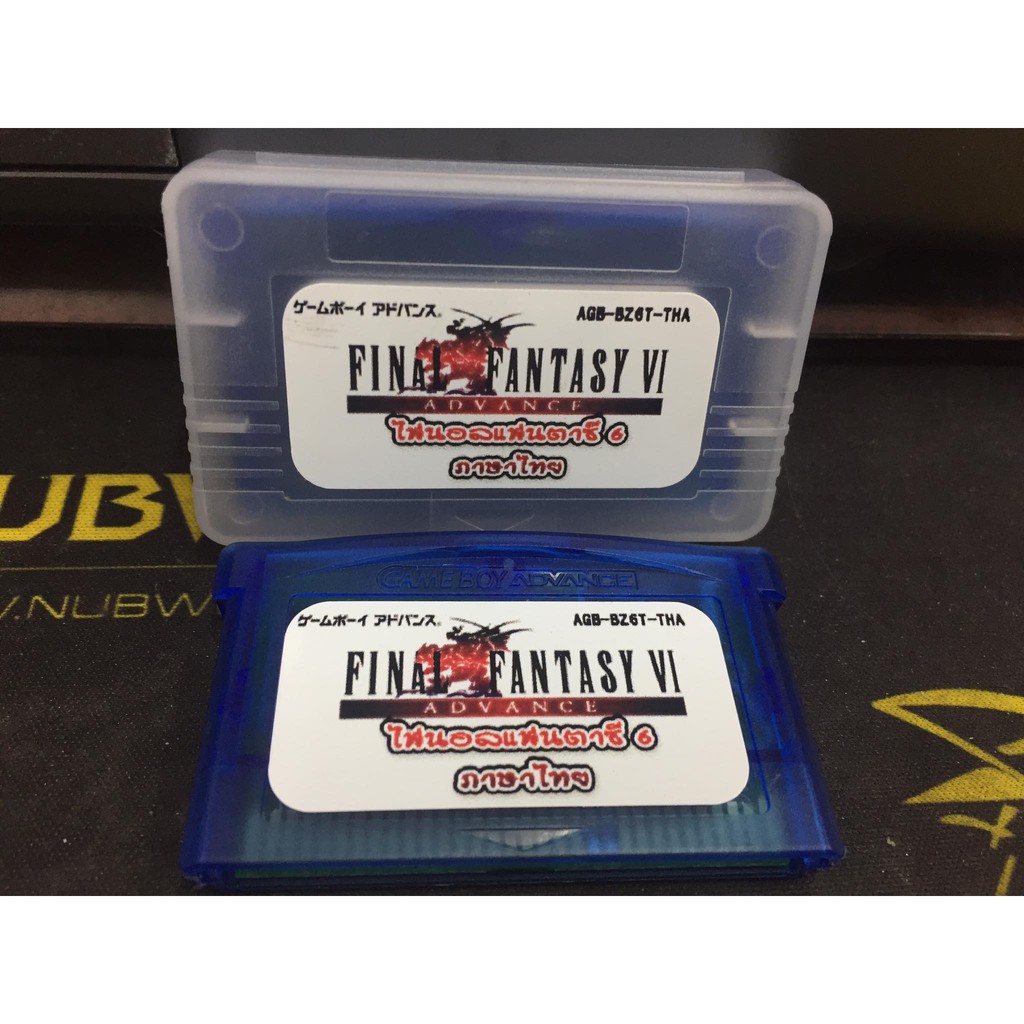 ゲームボーイ アドバンス® AGB-BZ6T-THA
FINAL FANTASY VI
ADVANCE
ไฟนอลแฟนตาซี 6
ภาษาไทย
NUBW
GAME BOY ADVANCE
W.NUBW
ゲームボーイ アドバンス® AGB-BZ6T-THA
FINAL FANTASY VI
ADVANCE
ไฟนอลแฟนตาซี 6
ภาษาไทย